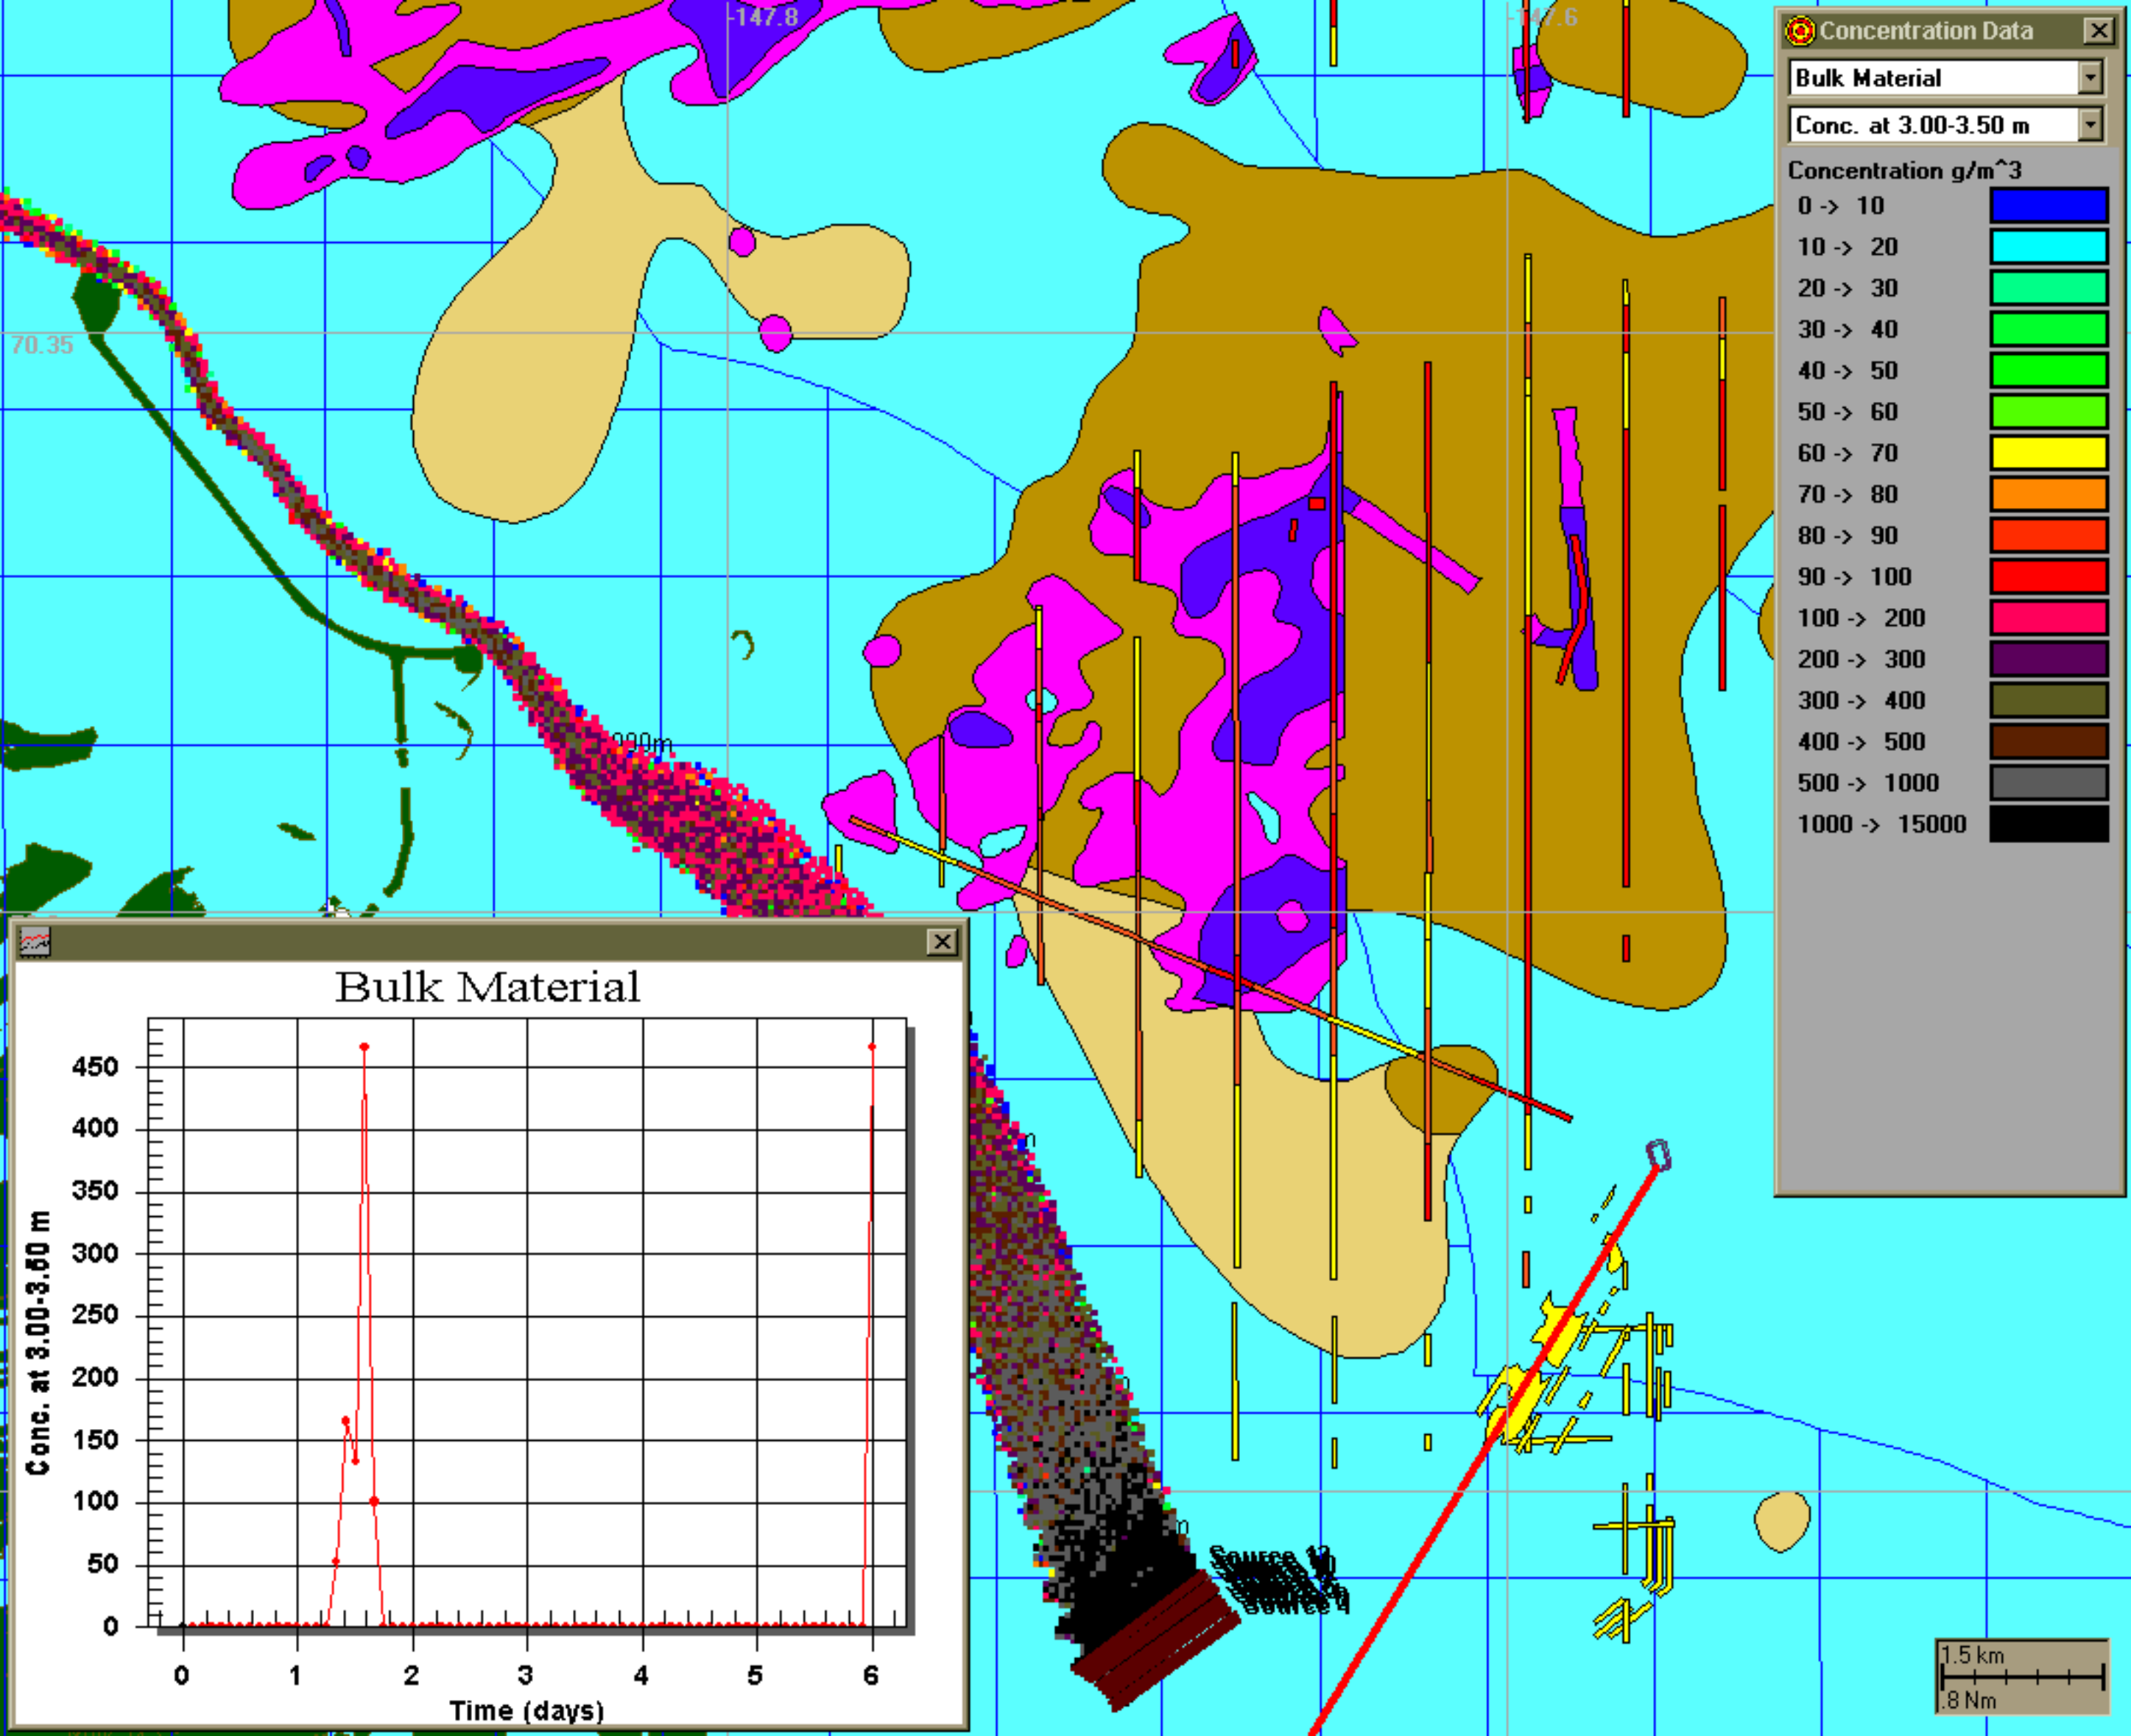 -147.8
-147.6
70.35
Concentration Data
Bulk Material
Conc. at 3.00-3.50 m
Concentration g/m^3
0 -> 10
10 -> 20
20 -> 30
30 -> 40
40 -> 50
50 -> 60
60 -> 70
70 -> 80
80 -> 90
90 -> 100
100 -> 200
200 -> 300
300 -> 400
400 -> 500
500 -> 1000
1000 -> 15000
Bulk Material
Conc. at 3.00-3.50 m
450
400
350
300
250
200
150
100
50
0
0 1 2 3 4 5 6
Time (days)
Source
Source 4
1.5 km
.8 Nm